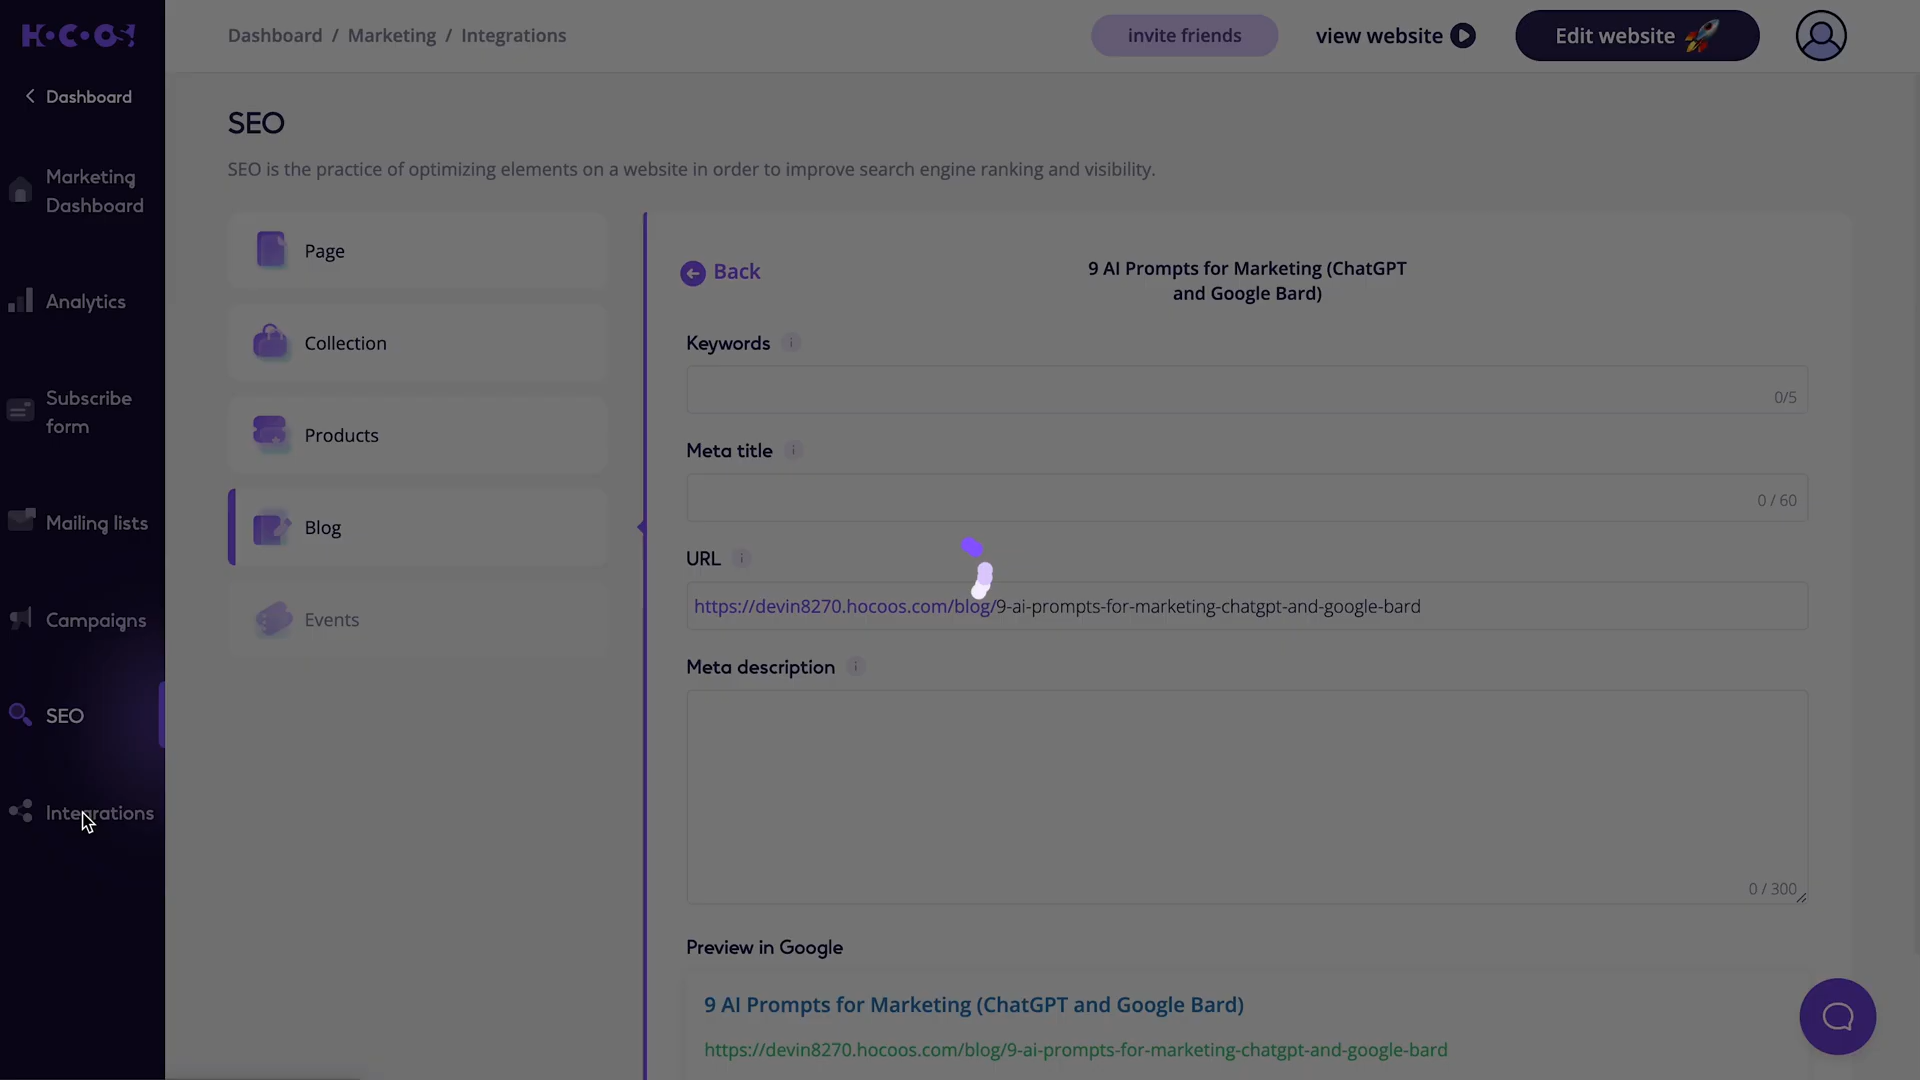 HOCOOS
Dashboard / Marketing / Integrations
invite friends
view website
Edit website
Dashboard
Marketing
Dashboard
Analytics
Subscribe
form
Mailing lists
Campaigns
SEO
Integrations
SEO
SEO is the practice of optimizing elements on a website in order to improve search engine ranking and visibility.
Page
Collection
Products
Blog
Events
Back
9 AI Prompts for Marketing (ChatGPT
and Google Bard)
Keywords i
0/5
Meta title i
0 / 60
URL i
https://devin8270.hocoos.com/blog/9-ai-prompts-for-marketing-chatgpt-and-google-bard
Meta description i
0 / 300
Preview in Google
9 AI Prompts for Marketing (ChatGPT and Google Bard)
https://devin8270.hocoos.com/blog/9-ai-prompts-for-marketing-chatgpt-and-google-bard